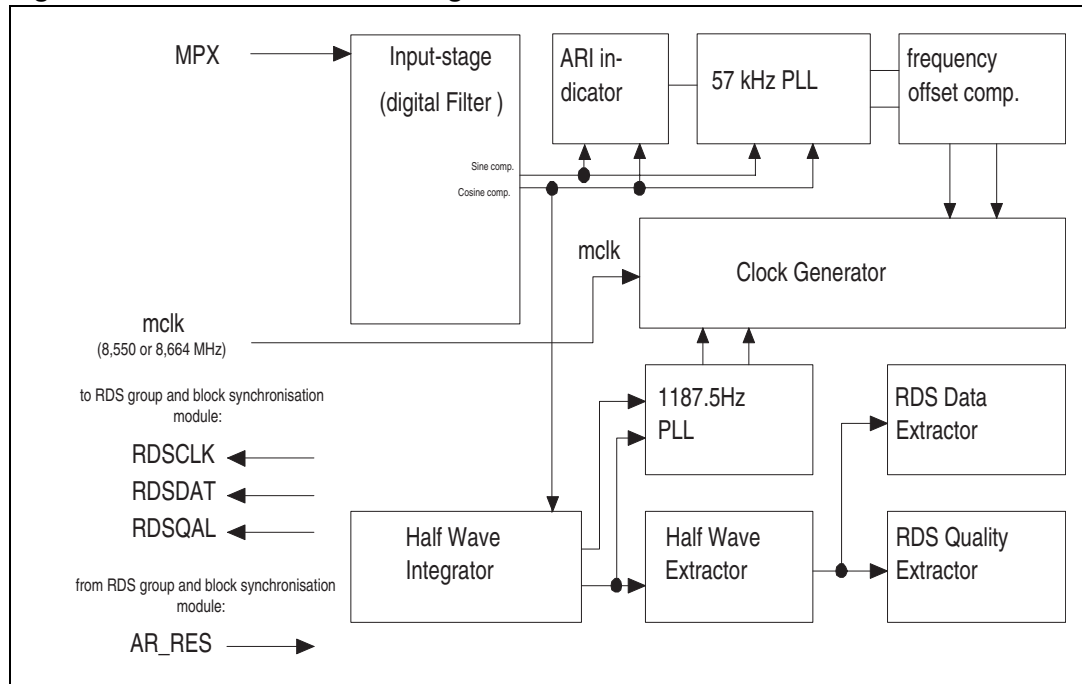 MPX
Input-stage
(digital Filter )
Sine comp.
Cosine comp.
ARI in-
dicator
57 kHz PLL
frequency
offset comp.
mclk
Clock Generator
mclk
(8,550 or 8,664 MHz)
to RDS group and block synchronisation
module:
RDSCLK
RDSDAT
RDSQAL
from RDS group and block synchronisation
module:
AR_RES
Half Wave
Integrator
1187.5Hz
PLL
Half Wave
Extractor
RDS Data
Extractor
RDS Quality
Extractor